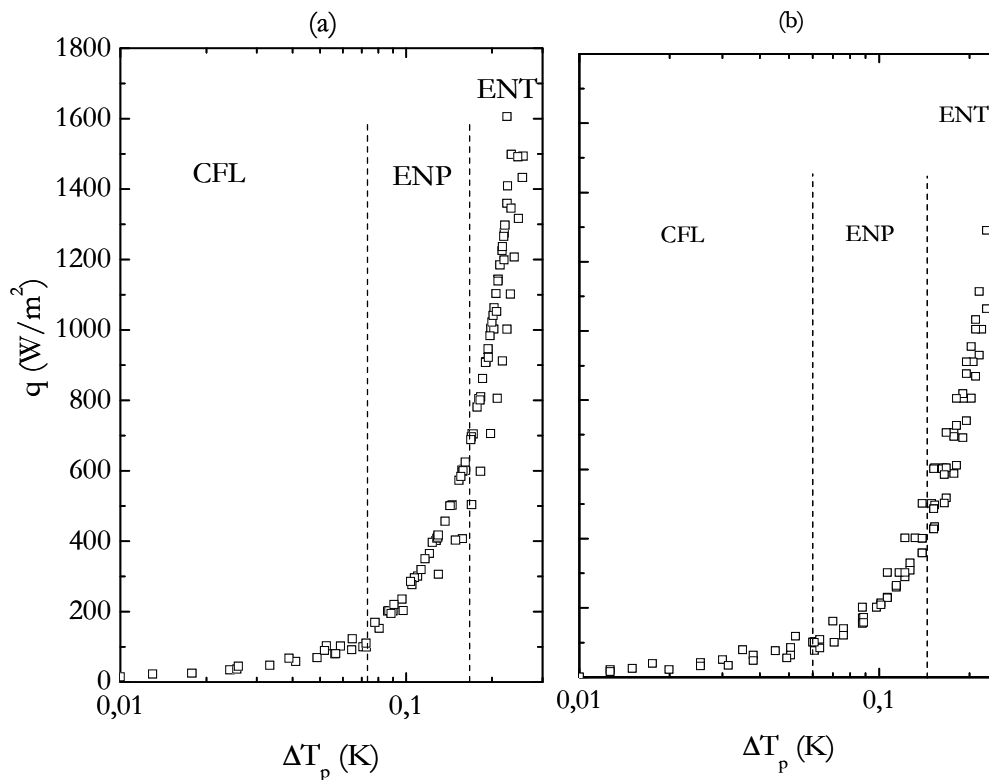 (a)
(b)
1800
1600
1400
1200
1000
800
600
400
200
0
q (W/m²)
CFL
ENP
ENT
0,01
0,1
ΔTₚ (K)
CFL
ENP
ENT
0,01
0,1
ΔTₚ (K)